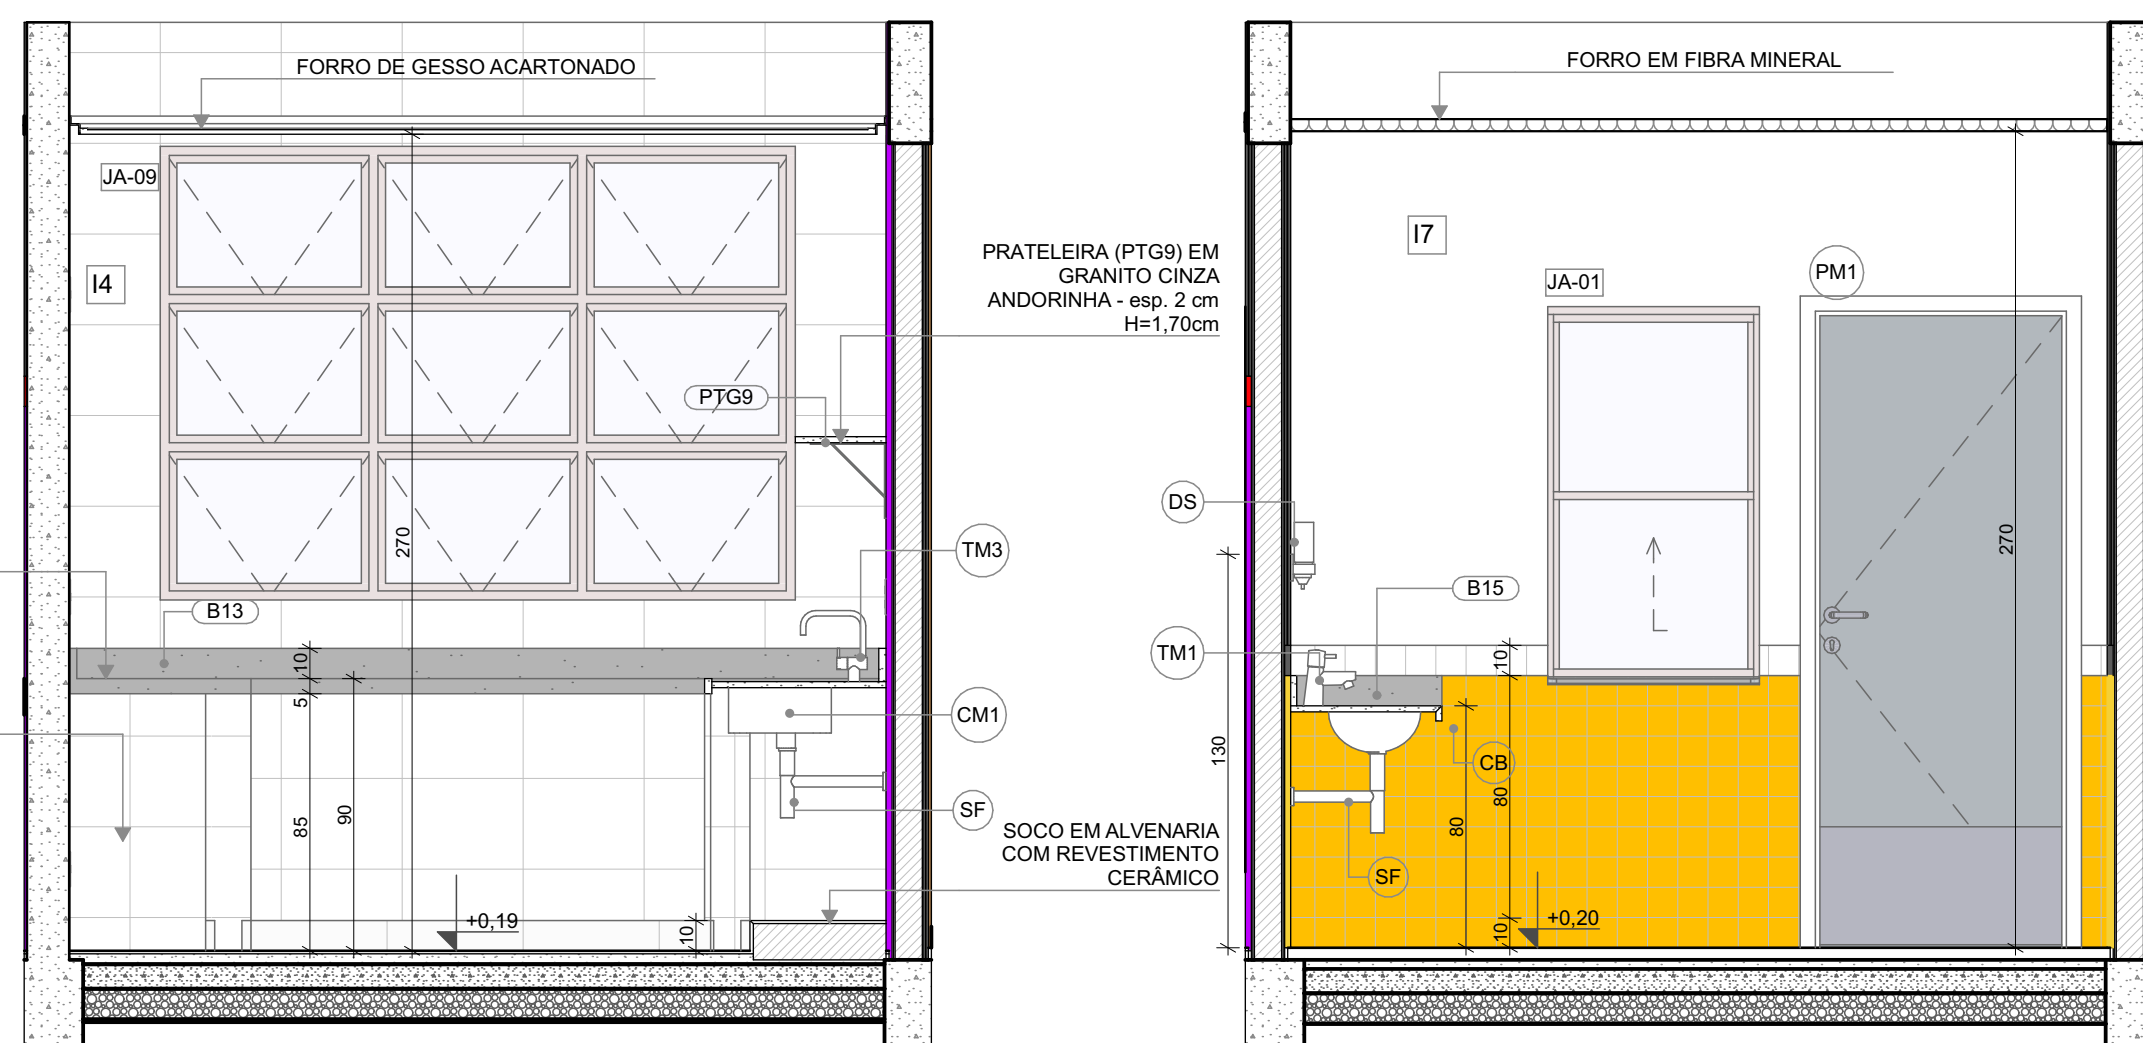 FORRO DE GESSO ACARTONADO
JA-09
I4
PTG9
270
B13
10
5
85
90
+0,19
10
PRATELEIRA (PTG9) EM
GRANITO CINZA
ANDORINHA - esp. 2 cm
H=1,70cm
TM3
CM1
SF
SOCO EM ALVENARIA
COM REVESTIMENTO
CERÂMICO
FORRO EM FIBRA MINERAL
I7
JA-01
PM1
270
DS
B15
TM1
10
130
CB
80
80
SF
10
+0,20